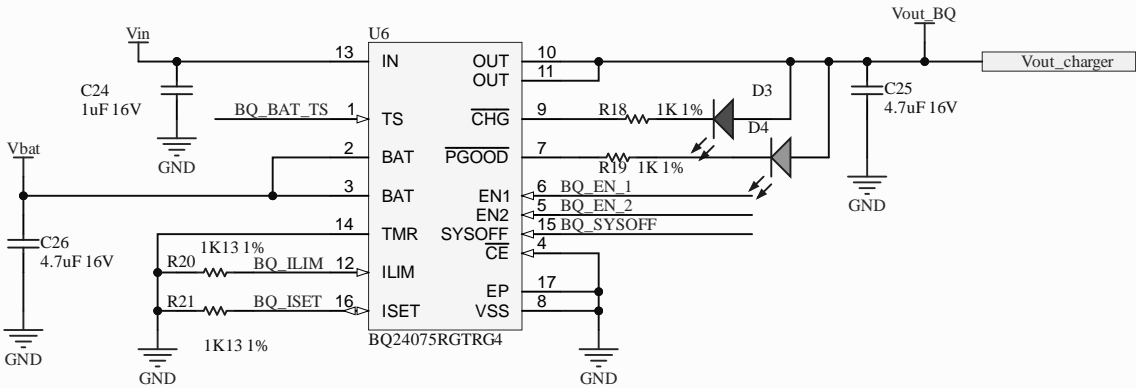 Vout_BQ
Vin
U6
13 IN OUT 10
OUT 11
Vout_charger
C24
1uF 16V
D3
C25
4.7uF 16V
BQ_BAT_TS 1 TS CHG 9 R18 1K 1%
D4
Vbat
GND
2 BAT PGOOD 7
R19 1K 1%
3 BAT EN1 6 BQ_EN_1
EN2 5 BQ_EN_2
GND
14 TMR SYSOFF 15 BQ_SYSOFF
C26
4.7uF 16V
1K13 1%
CE 4
R20 BQ_ILIM 12 ILIM
EP 17
R21 BQ_ISET 16 ISET VSS 8
BQ24075RGTRG4
1K13 1%
GND
GND
GND